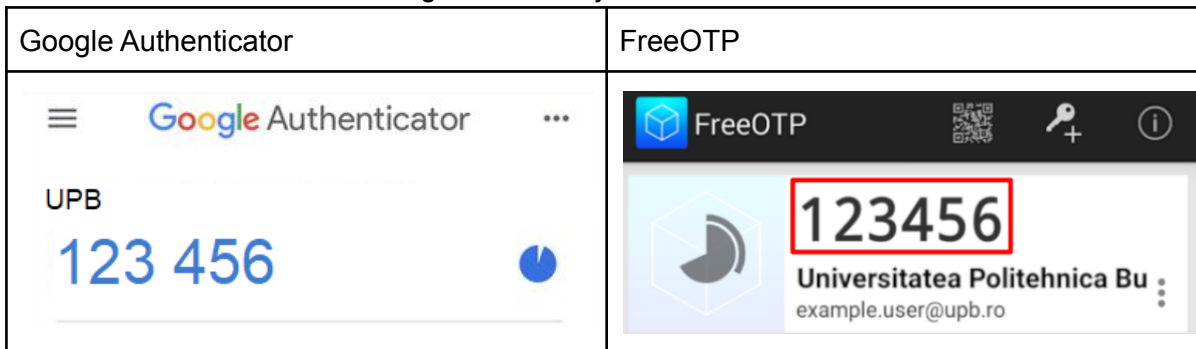 Google Authenticator
FreeOTP
Google Authenticator
UPB
123 456
FreeOTP
123456
Universitatea Politehnica Bu
example.user@upb.ro